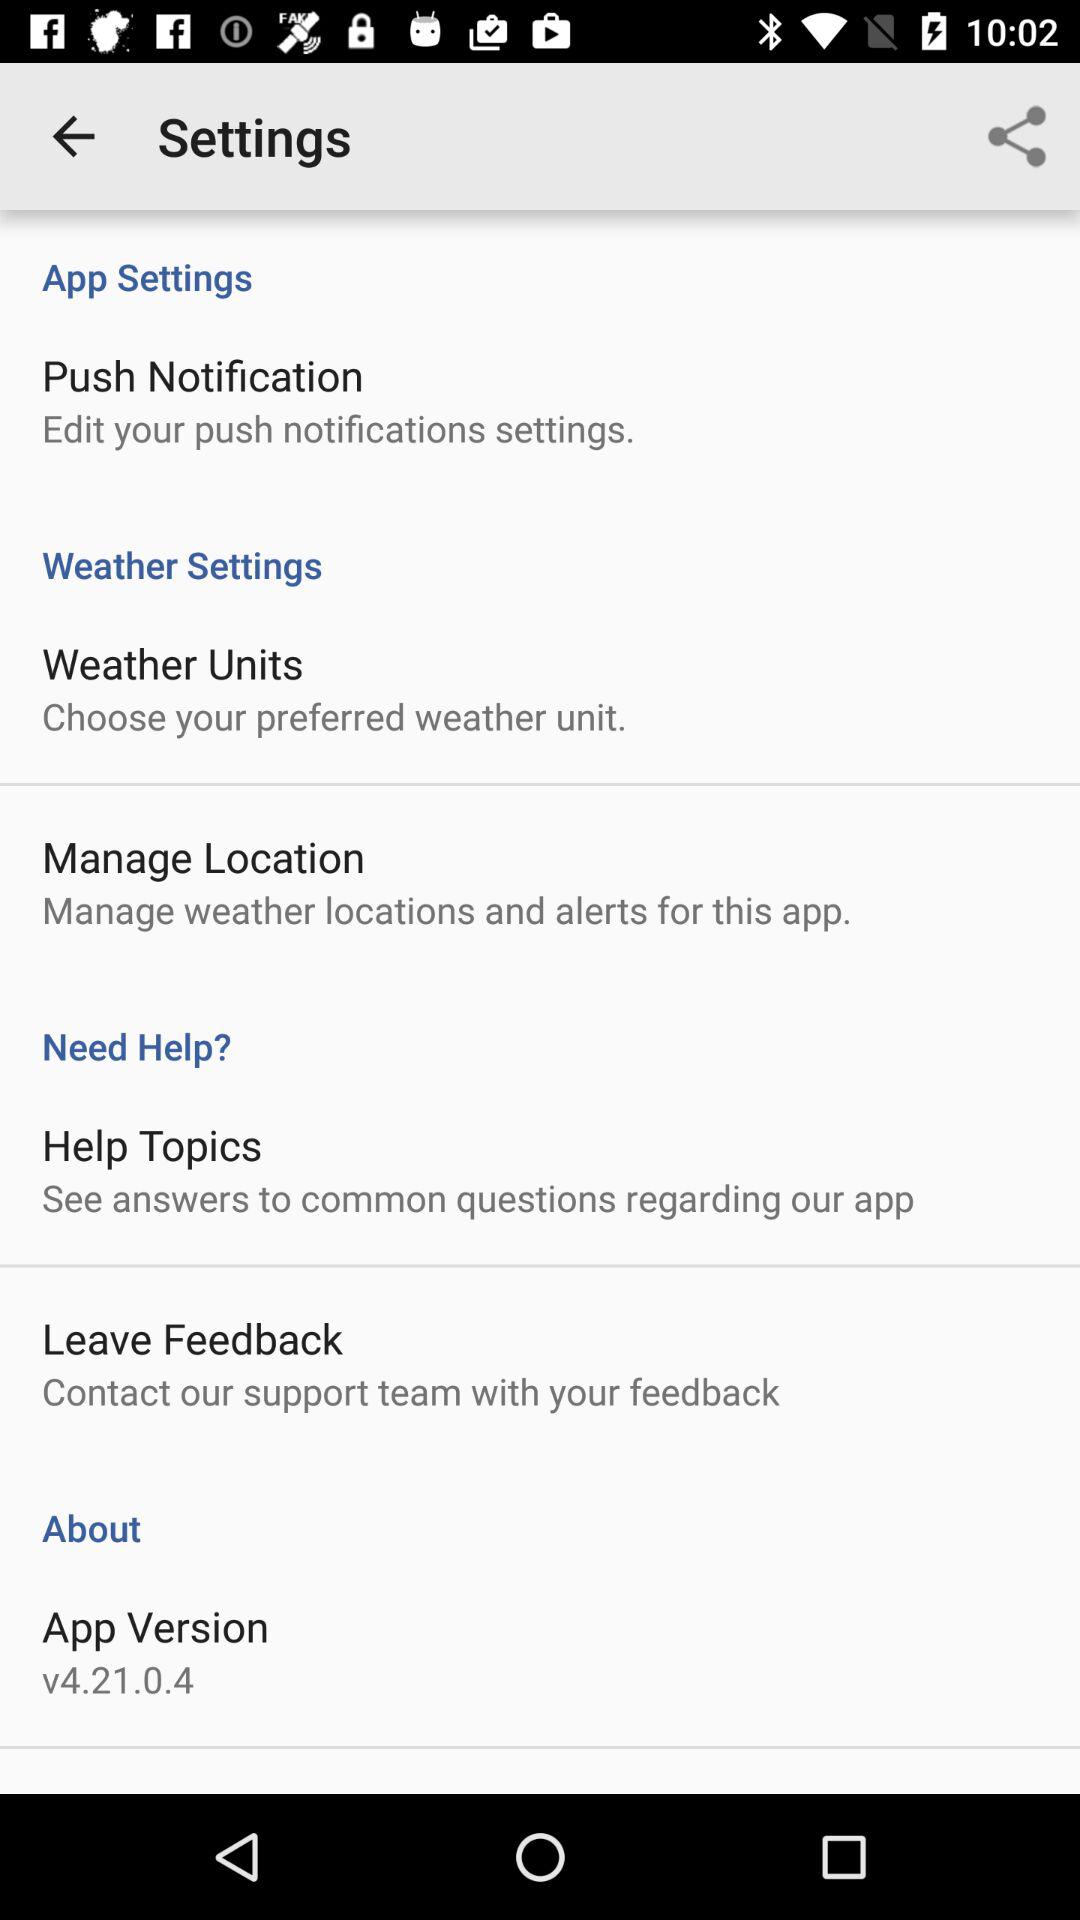 FAKE
10:02
Settings
App Settings
Push Notification
Edit your push notifications settings.
Weather Settings
Weather Units
Choose your preferred weather unit.
Manage Location
Manage weather locations and alerts for this app.
Need Help?
Help Topics
See answers to common questions regarding our app
Leave Feedback
Contact our support team with your feedback
About
App Version
v4.21.0.4